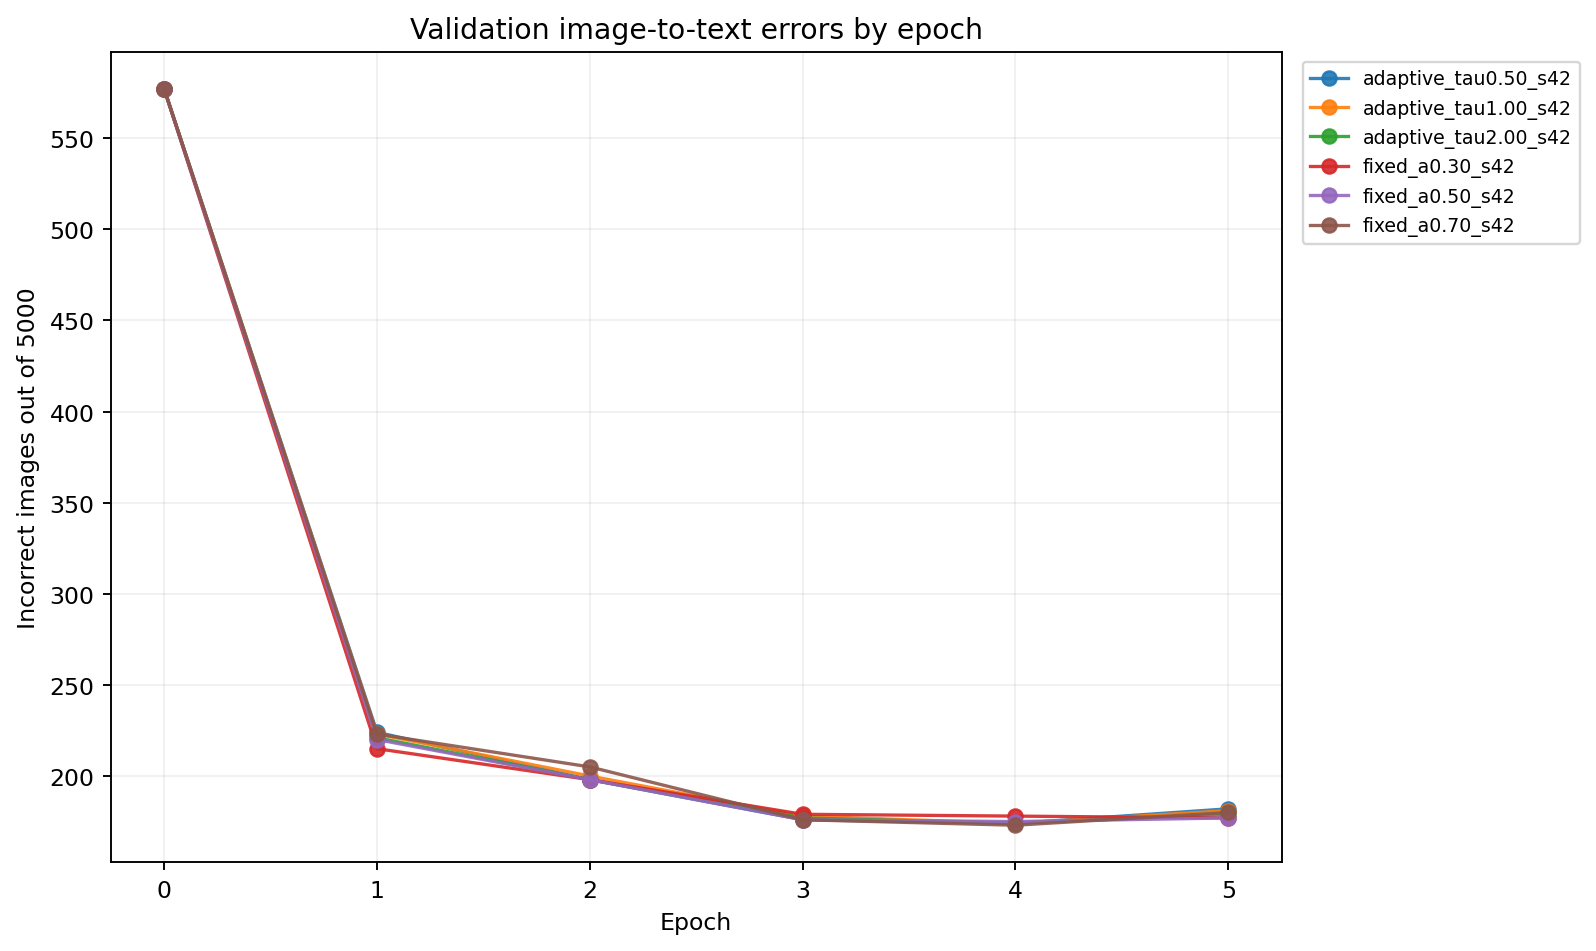 Validation image-to-text errors by epoch
Incorrect images out of 5000
550
500
450
400
350
300
250
200
0 1 2 3 4 5
Epoch
adaptive_tau0.50_s42
adaptive_tau1.00_s42
adaptive_tau2.00_s42
fixed_a0.30_s42
fixed_a0.50_s42
fixed_a0.70_s42